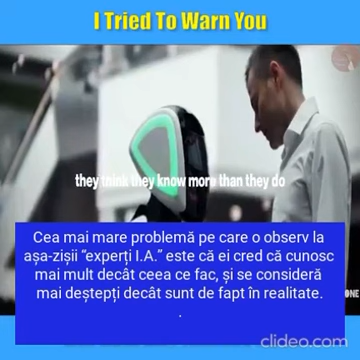 I Tried To Warn You
they think they know more than they do
Cea mai mare problemă pe care o observ la
așa-zișii “experți I.A.” este că ei cred că cunosc
mai mult decât ceea ce fac, și se consideră
mai deștepți decât sunt de fapt în realitate.
.
ONE
clideo.com